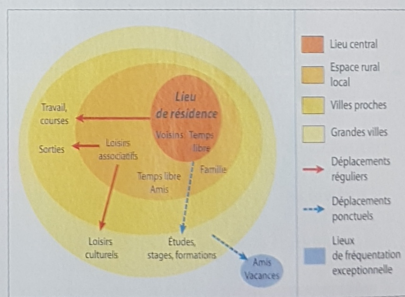 Lieu
de résidence
Voisins Temps
libre
Travail,
courses
Sorties
Loisirs
associatifs
Famille
Temps libre
Amis
Loisirs
culturels
Études,
stages, formations
Amis
Vacances
Lieu central
Espace rural
local
Villes proches
Grandes villes
Déplacements
réguliers
Déplacements
ponctuels
Lieux
de fréquentation
exceptionnelle